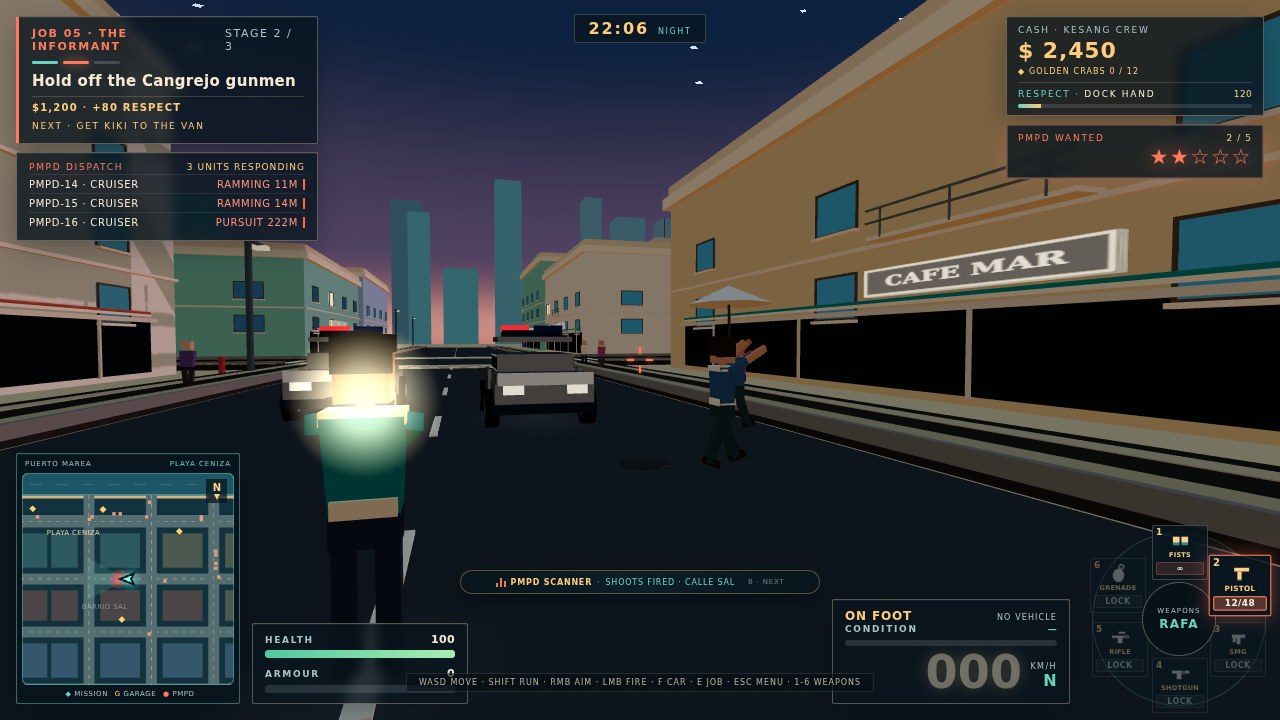 JOB 05 · THE INFORMANT
STAGE 2 / 3
Hold off the Cangrejo gunmen
$1,200 · +80 RESPECT
NEXT · GET KIKI TO THE VAN
PMPD DISPATCH 3 UNITS RESPONDING
PMPD-14 · CRUISER RAMMING 11M
PMPD-15 · CRUISER RAMMING 14M
PMPD-16 · CRUISER PURSUIT 222M
22:06 NIGHT
CASH · KESANG CREW
$ 2,450
◆ GOLDEN CRABS 0 / 12
RESPECT · DOCK HAND 120
PMPD WANTED 2 / 5
★★☆☆☆
CAFE MAR
PUERTO MAREA PLAYA CENIZA
N
PLAYA CENIZA
BARRIO SAL
◆ MISSION G GARAGE ● PMPD
HEALTH 100
ARMOUR 0
PMPD SCANNER · SHOOTS FIRED · CALLE SAL B · NEXT
WASD MOVE · SHIFT RUN · RMB AIM · LMB FIRE · F CAR · E JOB · ESC MENU · 1-6 WEAPONS
ON FOOT NO VEHICLE
CONDITION —
000 KM/H
N
1 FISTS ∞
2 PISTOL 12/48
3 SMG LOCK
4 SHOTGUN LOCK
5 RIFLE LOCK
6 GRENADE LOCK
WEAPONS
RAFA